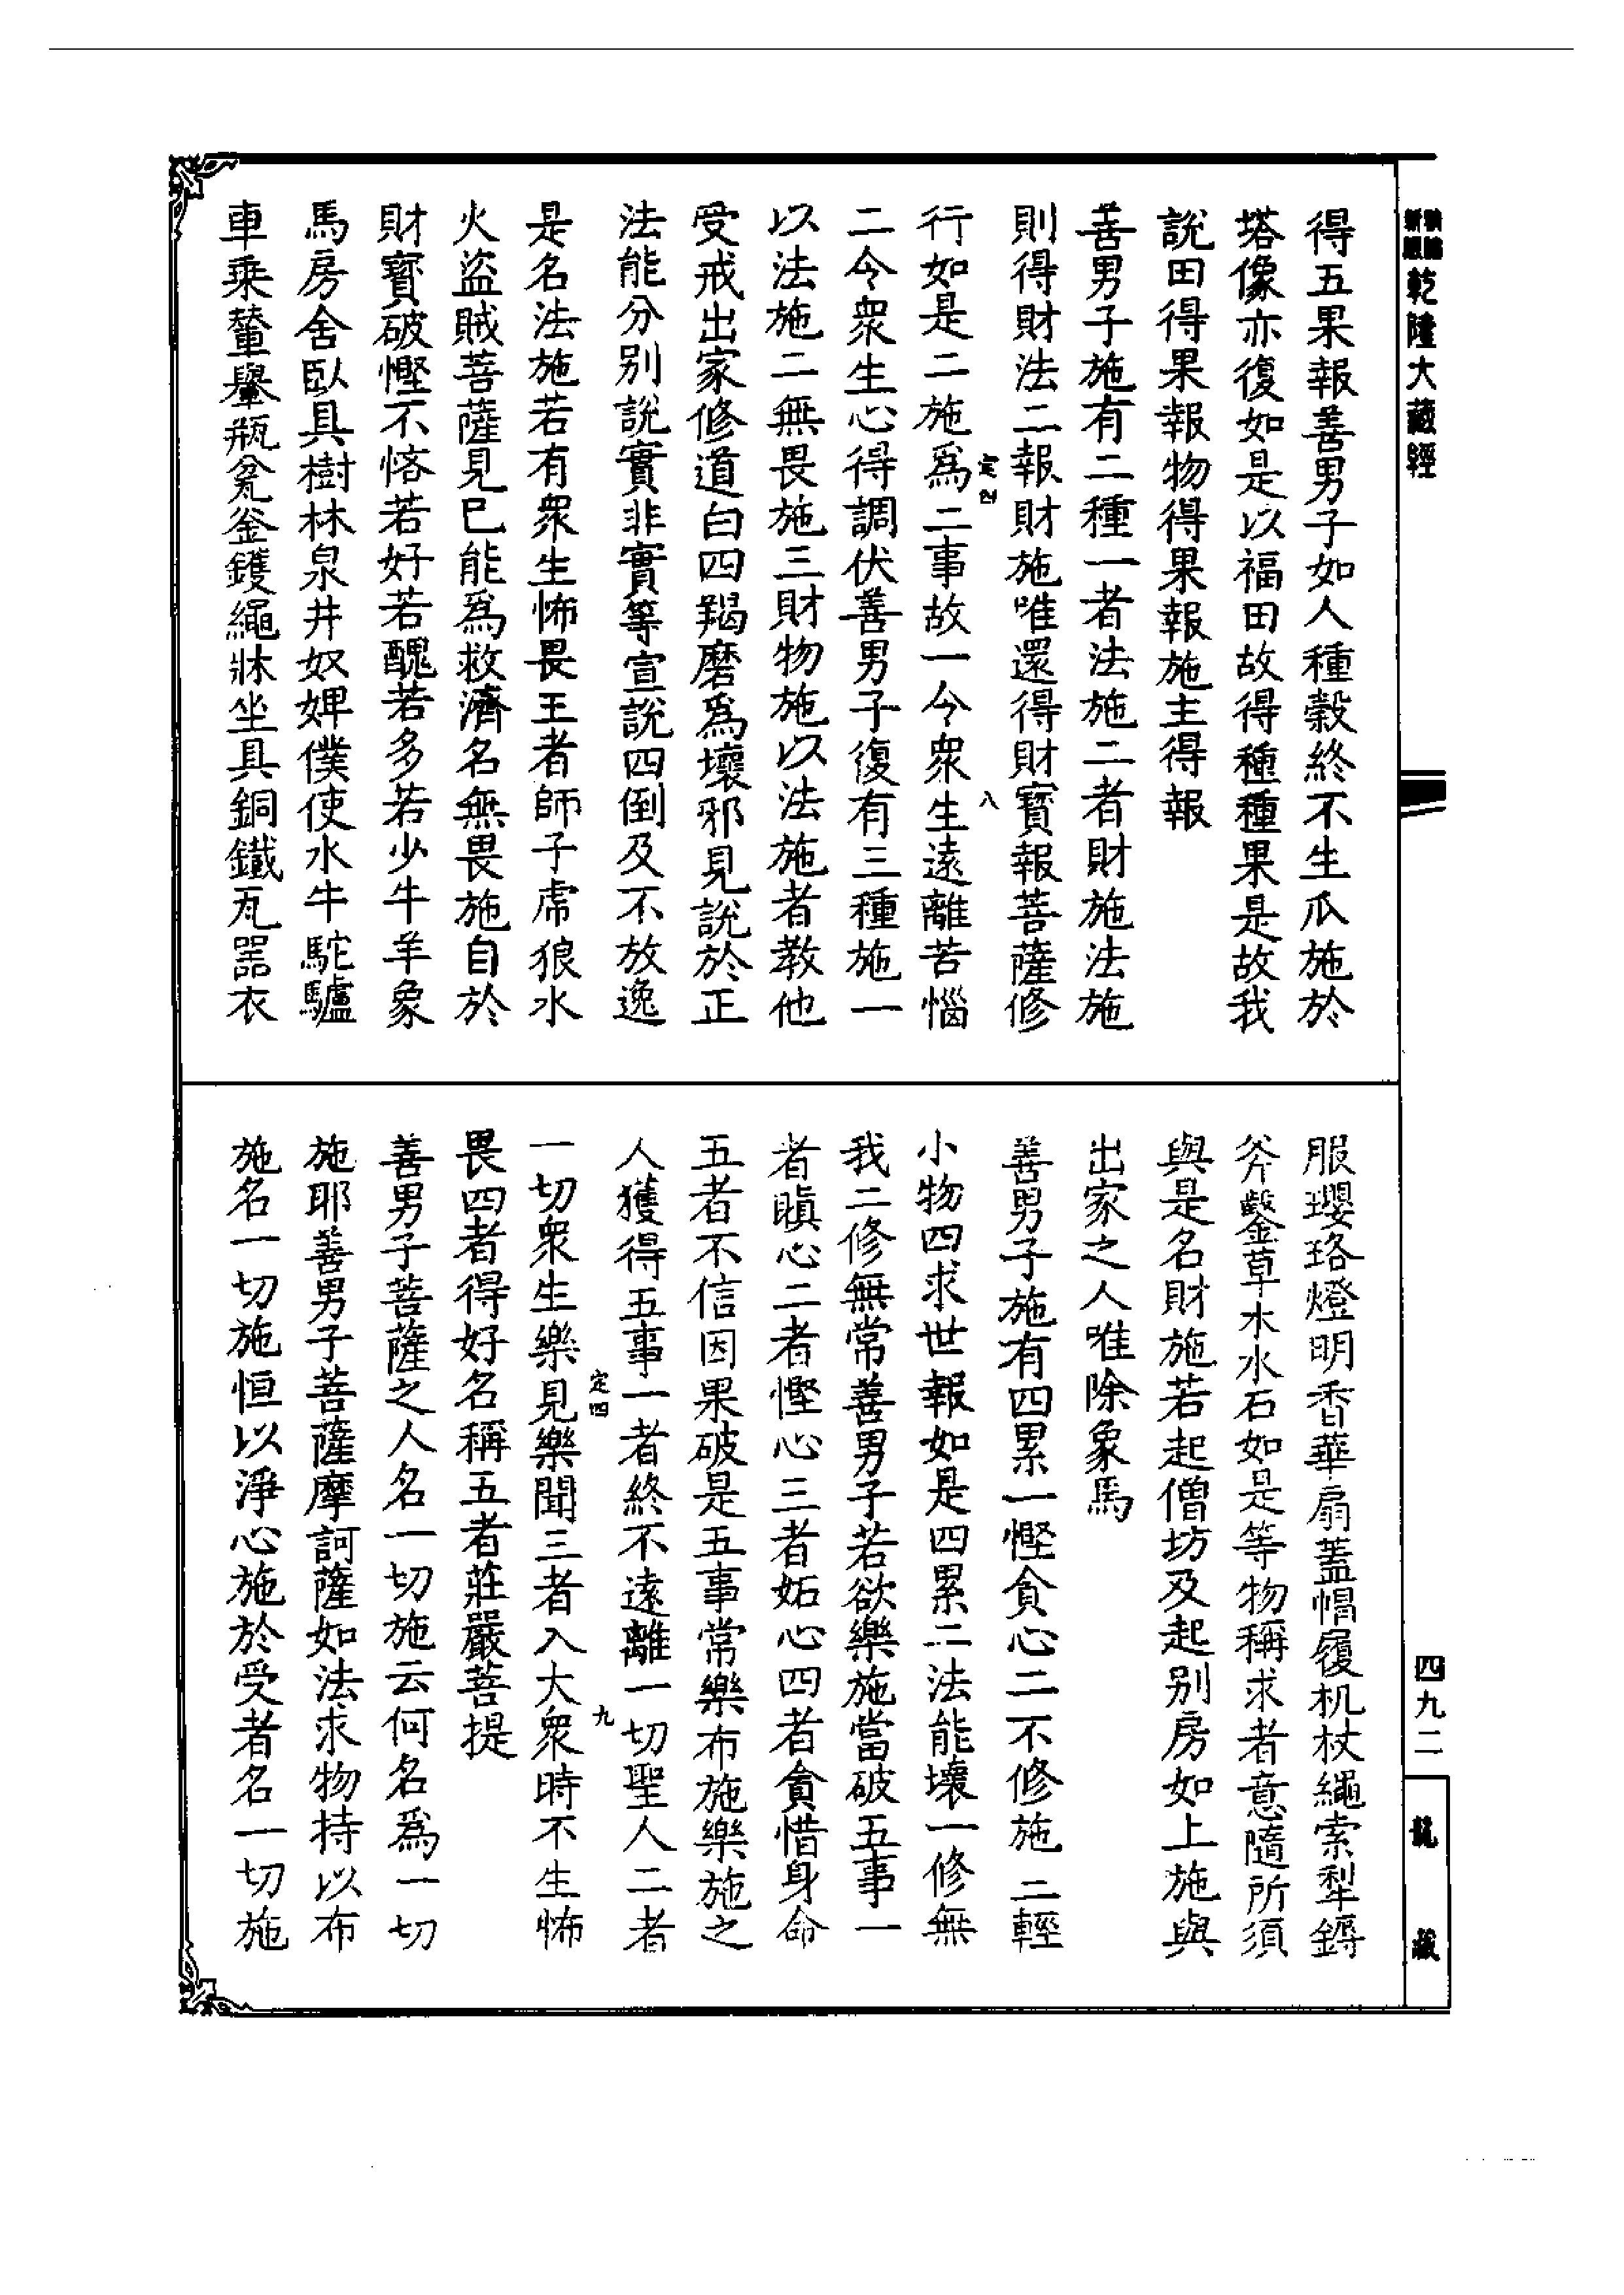 乾隆大藏經
得五果報善男子如人種穀終不生瓜施於
塔像亦復如是以福田故得種種果是故我
說田得果報物得果報施主得報
善男子施有二種一者法施二者財施法施
則得財法二報財施唯還得財寶報菩薩修
行如是二施爲二事故一令眾生遠離苦惱
二令眾生心得調伏善男子復有三種施一
以法施二無畏施三財物施以法施者教他
受戒出家修道白四羯磨爲壞邪見說於正
法能分別說實非實等宣說四倒及不放逸
是名法施若有眾生怖畏王者師子虎狼水
火盜賊菩薩見已能爲救濟名無畏施自於
財寶破慳不悋若好若醜若多若少牛羊象
馬房舍臥具樹林泉井奴婢僕使水牛駝驢
車乘輦轝瓶瓫釜鑊繩牀坐具銅鐵瓦器衣
八
服瓔珞燈明香華扇蓋帽履机杖繩索犁鎒
斧鑿草木水石如是等物稱求者意隨所須
與是名財施若起僧坊及起別房如上施與
出家之人唯除象馬
善男子施有四累一慳貪心二不修施二輕
小物四求世報如是四累二法能壞一修無
我二修無常善男子若欲樂施當破五事一
者瞋心二者慳心三者妬心四者貪惜身命
五者不信因果破是五事常樂布施樂施之
人獲得五事一者終不遠離一切聖人二者
定四
九
一切眾生樂見樂聞三者入大眾時不生怖
畏四者得好名稱五者莊嚴菩提
善男子菩薩之人名一切施云何名爲一切
施耶善男子菩薩摩訶薩如法求物持以布
施名一切施恒以淨心施於受者名一切施
四九二
龍藏